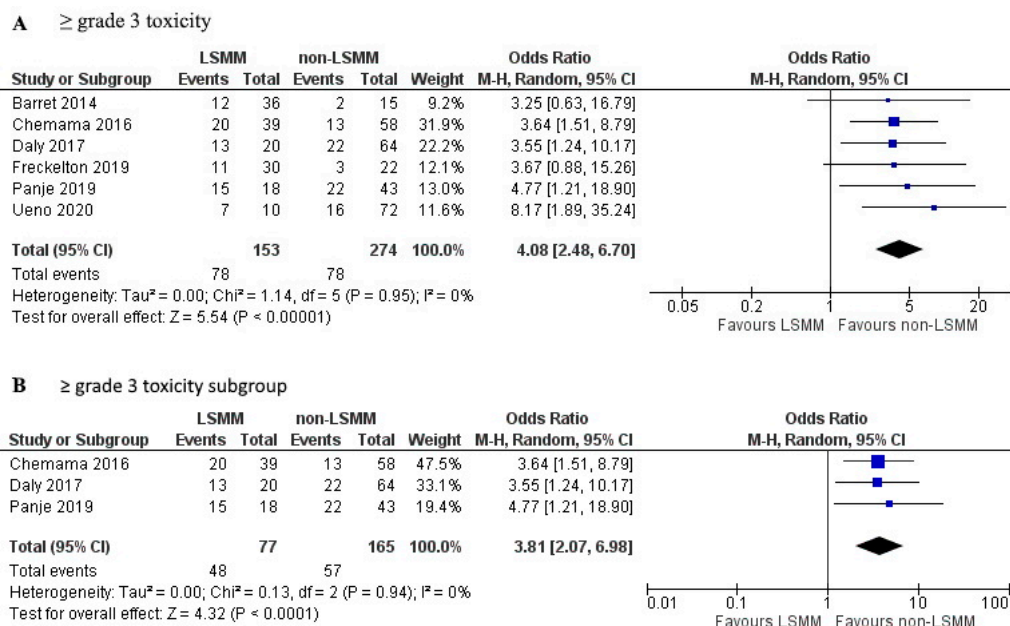 A ≥ grade 3 toxicity
LSMM non-LSMM Odds Ratio Odds Ratio
Study or Subgroup Events Total Events Total Weight M-H, Random, 95% CI M-H, Random, 95% CI
Barret 2014 12 36 2 15 9.2% 3.25 [0.63, 16.79]
Chemama 2016 20 39 13 58 31.9% 3.64 [1.51, 8.79]
Daly 2017 13 20 22 64 22.2% 3.55 [1.24, 10.17]
Freckelton 2019 11 30 3 22 12.1% 3.67 [0.88, 15.26]
Panje 2019 15 18 22 43 13.0% 4.77 [1.21, 18.90]
Ueno 2020 7 10 16 72 11.6% 8.17 [1.89, 35.24]
Total (95% CI) 153 274 100.0% 4.08 [2.48, 6.70]
Total events 78 78
Heterogeneity: Tau² = 0.00; Chi² = 1.14, df = 5 (P = 0.95); I² = 0%
Test for overall effect: Z = 5.54 (P < 0.00001)
0.05 0.2 1 5 20
Favours LSMM Favours non-LSMM
B ≥ grade 3 toxicity subgroup
LSMM non-LSMM Odds Ratio Odds Ratio
Study or Subgroup Events Total Events Total Weight M-H, Random, 95% CI M-H, Random, 95% CI
Chemama 2016 20 39 13 58 47.5% 3.64 [1.51, 8.79]
Daly 2017 13 20 22 64 33.1% 3.55 [1.24, 10.17]
Panje 2019 15 18 22 43 19.4% 4.77 [1.21, 18.90]
Total (95% CI) 77 165 100.0% 3.81 [2.07, 6.98]
Total events 48 57
Heterogeneity: Tau² = 0.00; Chi² = 0.13, df = 2 (P = 0.94); I² = 0%
Test for overall effect: Z = 4.32 (P < 0.0001)
0.01 0.1 1 10 100
Favours LSMM Favours non-LSMM